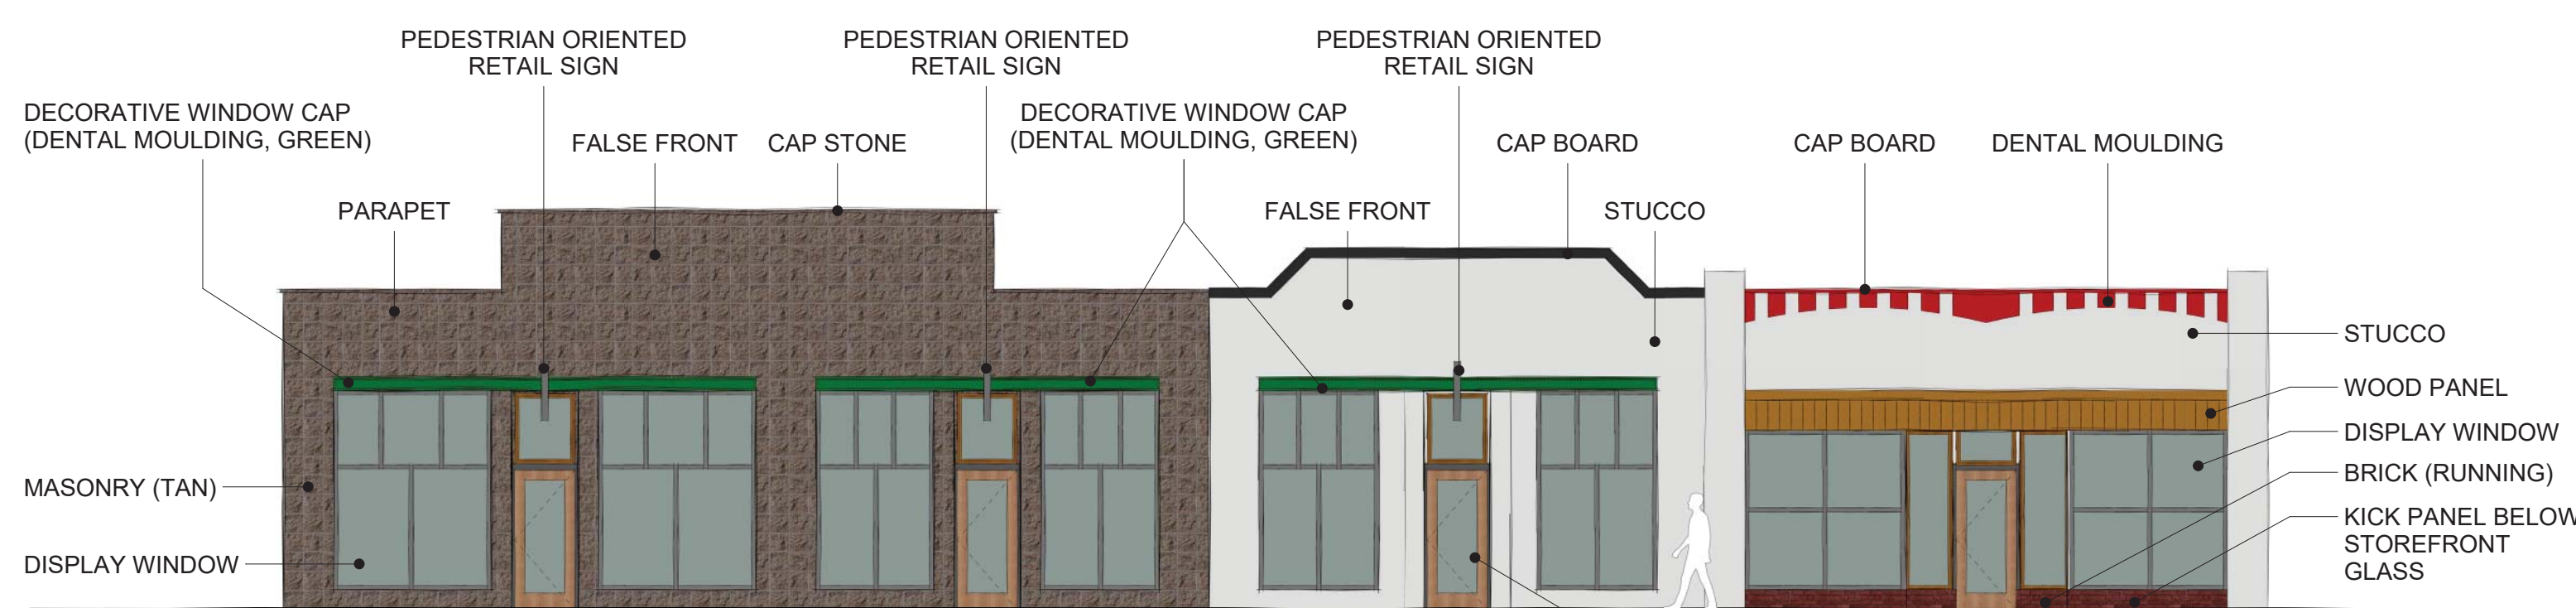 PEDESTRIAN ORIENTED
RETAIL SIGN
PEDESTRIAN ORIENTED
RETAIL SIGN
PEDESTRIAN ORIENTED
RETAIL SIGN
DECORATIVE WINDOW CAP
(DENTAL MOULDING, GREEN)
FALSE FRONT
CAP STONE
DECORATIVE WINDOW CAP
(DENTAL MOULDING, GREEN)
CAP BOARD
CAP BOARD
DENTAL MOULDING
PARAPET
FALSE FRONT
STUCCO
STUCCO
WOOD PANEL
DISPLAY WINDOW
BRICK (RUNNING)
KICK PANEL BELOW
STOREFRONT
GLASS
MASONRY (TAN)
DISPLAY WINDOW